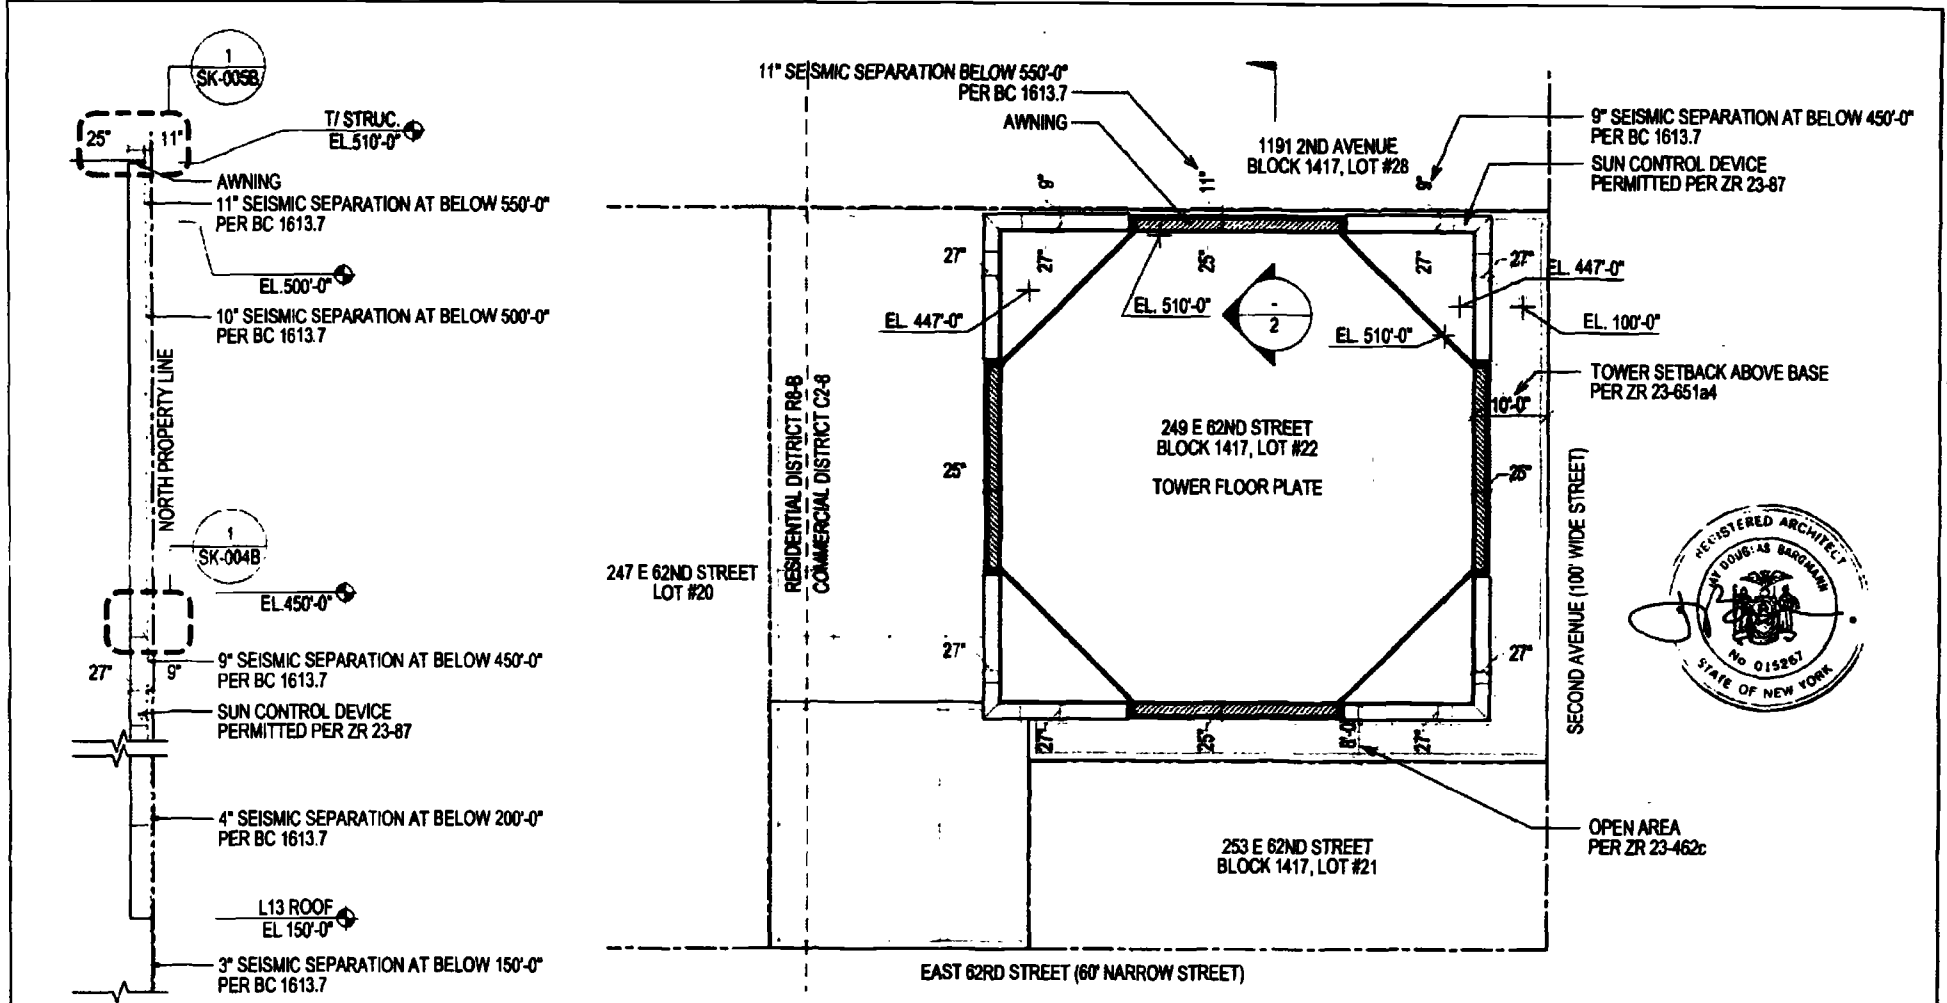 1
SK-005B
25"
11"
T/ STRUC.
EL.510'-0"
AWNING
11" SEISMIC SEPARATION AT BELOW 550'-0"
PER BC 1613.7
EL.500'-0"
10" SEISMIC SEPARATION AT BELOW 500'-0"
PER BC 1613.7
NORTH PROPERTY LINE
1
SK-004B
EL.450'-0"
27"
9"
9" SEISMIC SEPARATION AT BELOW 450'-0"
PER BC 1613.7
SUN CONTROL DEVICE
PERMITTED PER ZR 23-87
4" SEISMIC SEPARATION AT BELOW 200'-0"
PER BC 1613.7
L13 ROOF
EL 150'-0"
3" SEISMIC SEPARATION AT BELOW 150'-0"
PER BC 1613.7
11" SEISMIC SEPARATION BELOW 550'-0"
PER BC 1613.7
AWNING
1191 2ND AVENUE
BLOCK 1417, LOT #28
9" SEISMIC SEPARATION AT BELOW 450'-0"
PER BC 1613.7
SUN CONTROL DEVICE
PERMITTED PER ZR 23-87
9"
11"
9"
27"
27"
25"
27"
27"
EL. 447'-0"
EL. 447'-0"
EL. 510'-0"
-
2
EL. 510'-0"
EL. 100'-0"
TOWER SETBACK ABOVE BASE
PER ZR 23-651a4
10'-0"
249 E 62ND STREET
BLOCK 1417, LOT #22
TOWER FLOOR PLATE
25"
25"
RESIDENTIAL DISTRICT R8-B
COMMERCIAL DISTRICT C2-8
247 E 62ND STREET
LOT #20
SECOND AVENUE (100' WIDE STREET)
27"
27"
27"
25"
8'-0"
27"
OPEN AREA
PER ZR 23-462c
253 E 62ND STREET
BLOCK 1417, LOT #21
EAST 62RD STREET (60' NARROW STREET)
REGISTERED ARCHITECT
DOUGLAS BARGMANN
No 015267
STATE OF NEW YORK